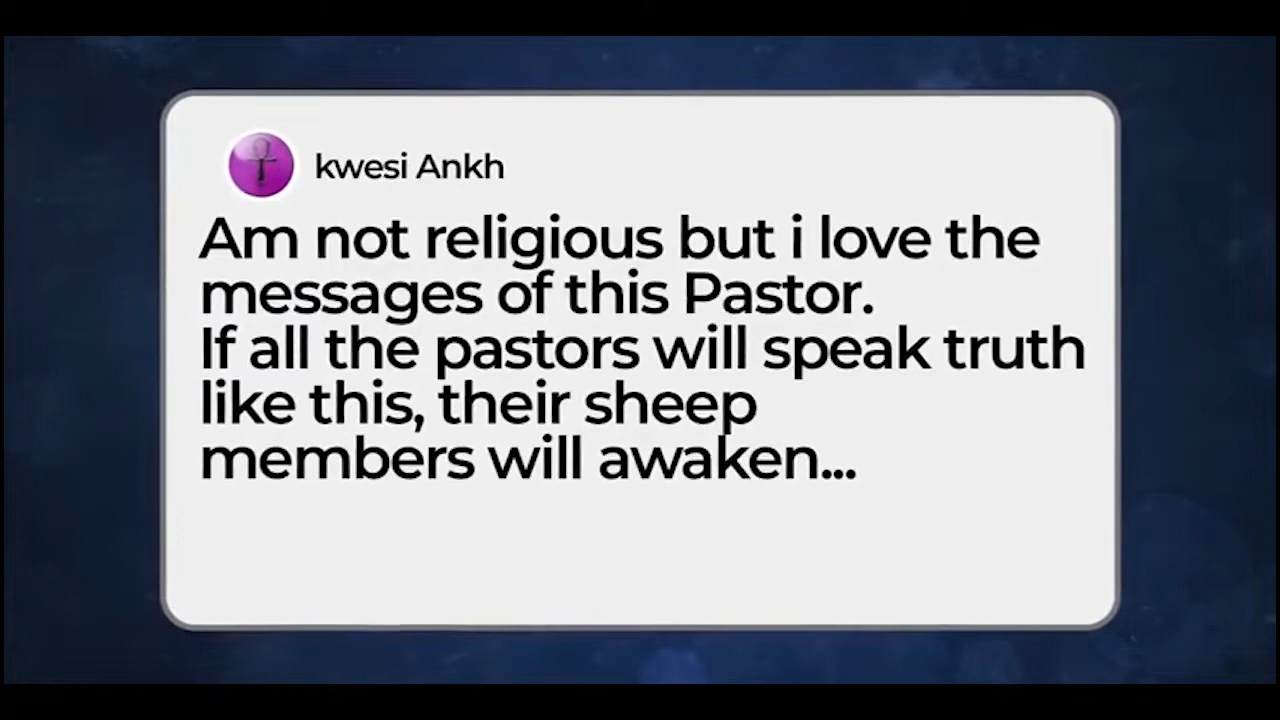 kwesi Ankh
Am not religious but i love the
messages of this Pastor.
If all the pastors will speak truth
like this, their sheep
members will awaken...